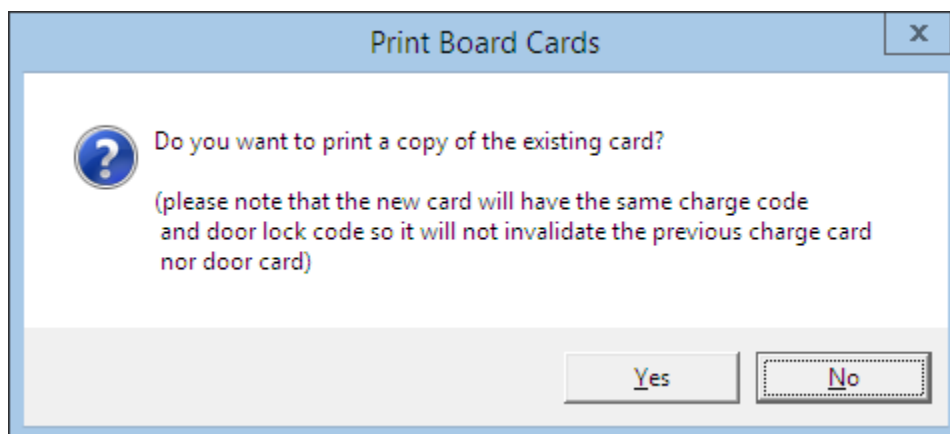 Print Board Cards
x
?
Do you want to print a copy of the existing card?
(please note that the new card will have the same charge code
and door lock code so it will not invalidate the previous charge card
nor door card)
Yes
No